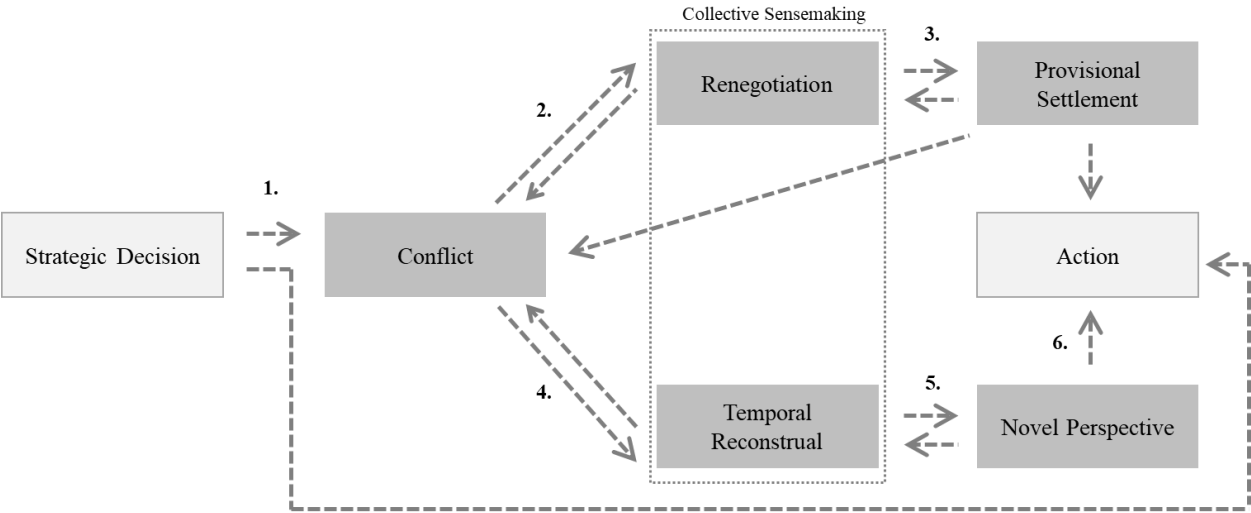 Collective Sensemaking
3.
Renegotiation
Provisional
Settlement
2.
1.
Strategic Decision
Conflict
Action
6.
4.
5.
Temporal
Reconstrual
Novel Perspective